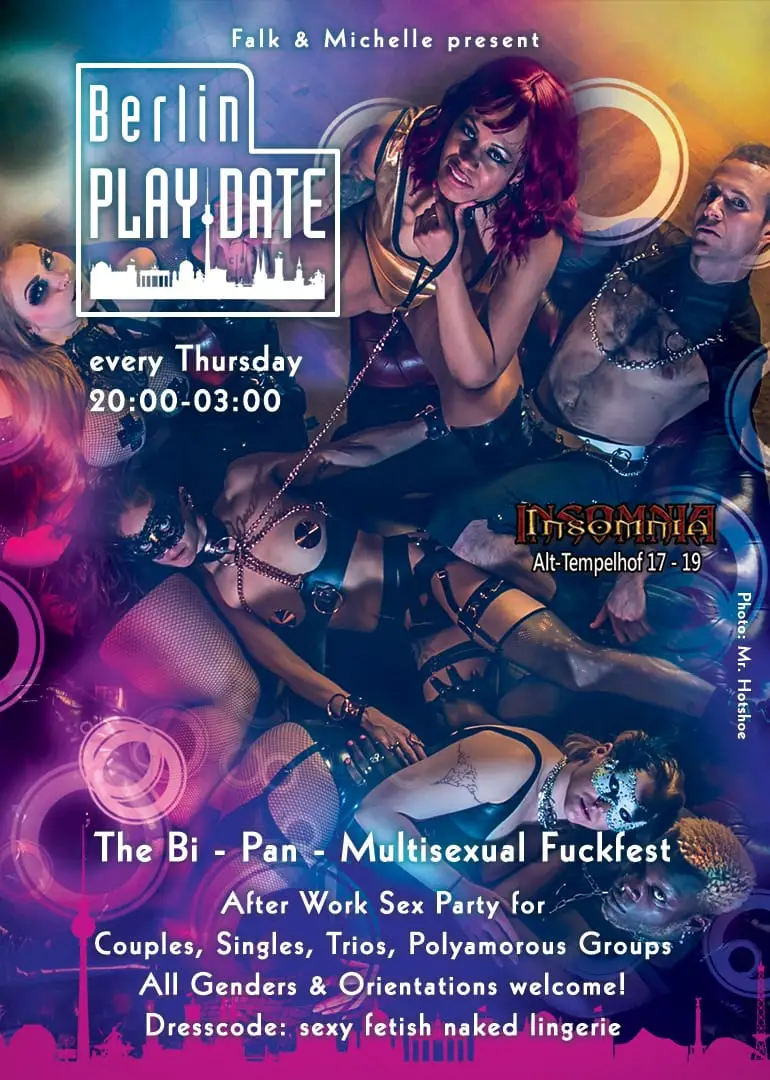 Falk & Michelle present
Berlin
PLAY DATE
every Thursday
20:00-03:00
INSOMNIA
Alt-Tempelhof 17 - 19
Photo: Mr. Hotshoe
The Bi - Pan - Multisexual Fuckfest
After Work Sex Party for
Couples, Singles, Trios, Polyamorous Groups
All Genders & Orientations welcome!
Dresscode: sexy fetish naked lingerie